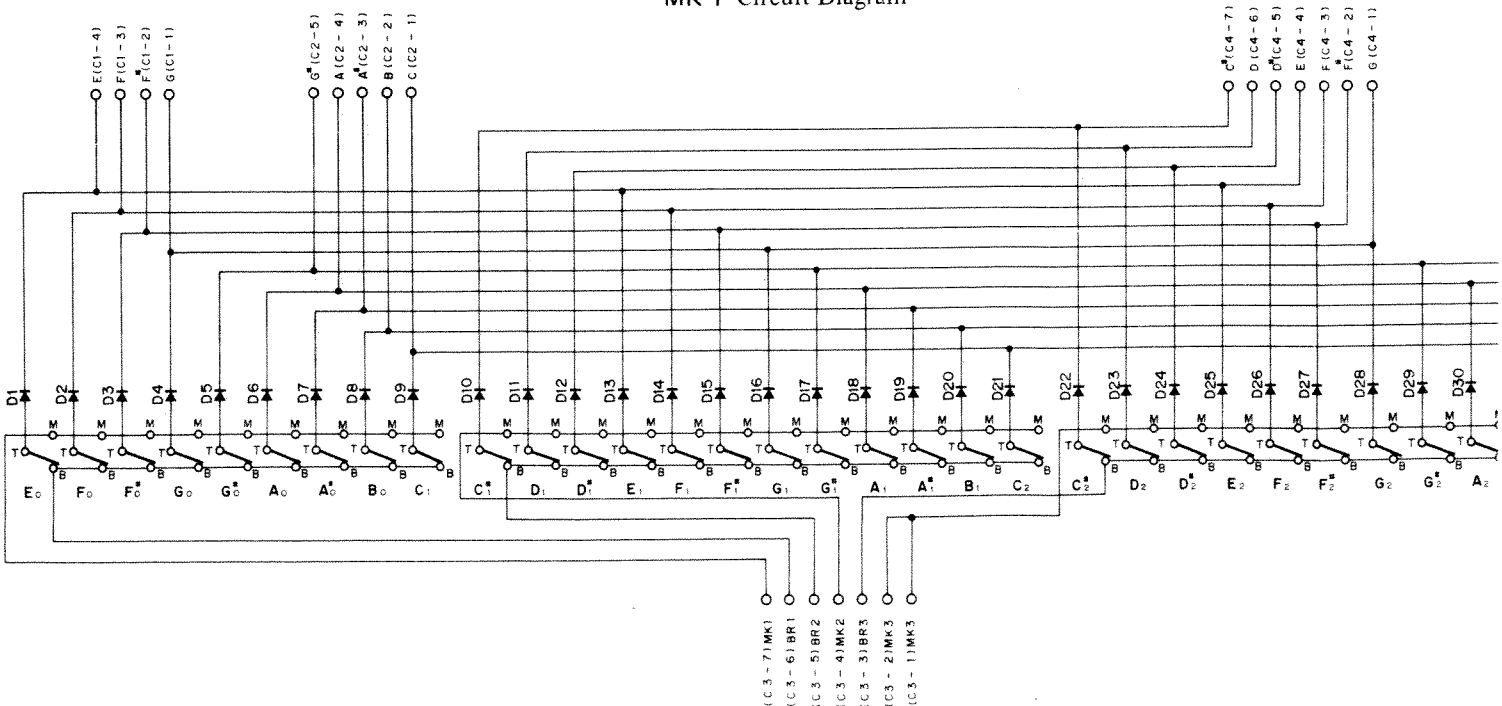 MK-1 Circuit Diagram
E(C1-4) F(C1-3) F#(C1-2) G(C1-1) G#(C2-5) A(C2-4) A#(C2-3) B(C2-2) C(C2-1) C#(C4-7) D(C4-6) D#(C4-5) E(C4-4) F(C4-3) F#(C4-2) G(C4-1)
D1 D2 D3 D4 D5 D6 D7 D8 D9 D10 D11 D12 D13 D14 D15 D16 D17 D18 D19 D20 D21 D22 D23 D24 D25 D26 D27 D28 D29 D30
M M M M M M M M M M M M M M M M M M M M M M M M M M M M M
T T T T T T T T T T T T T T T T T T T T T T T T T T T T T T
B B B B B B B B B B B B B B B B B B B B B B B B B B B B B
E0 F0 F#0 G0 G#0 A0 A#0 B0 C1 C#1 D1 D#1 E1 F1 F#1 G1 G#1 A1 A#1 B1 C2 C#2 D2 D#2 E2 F2 F#2 G2 G#2 A2
(C3-7)MK1 (C3-6)BR1 (C3-5)BR2 (C3-4)MK2 (C3-3)BR3 (C3-2)MK3 (C3-1)MK3